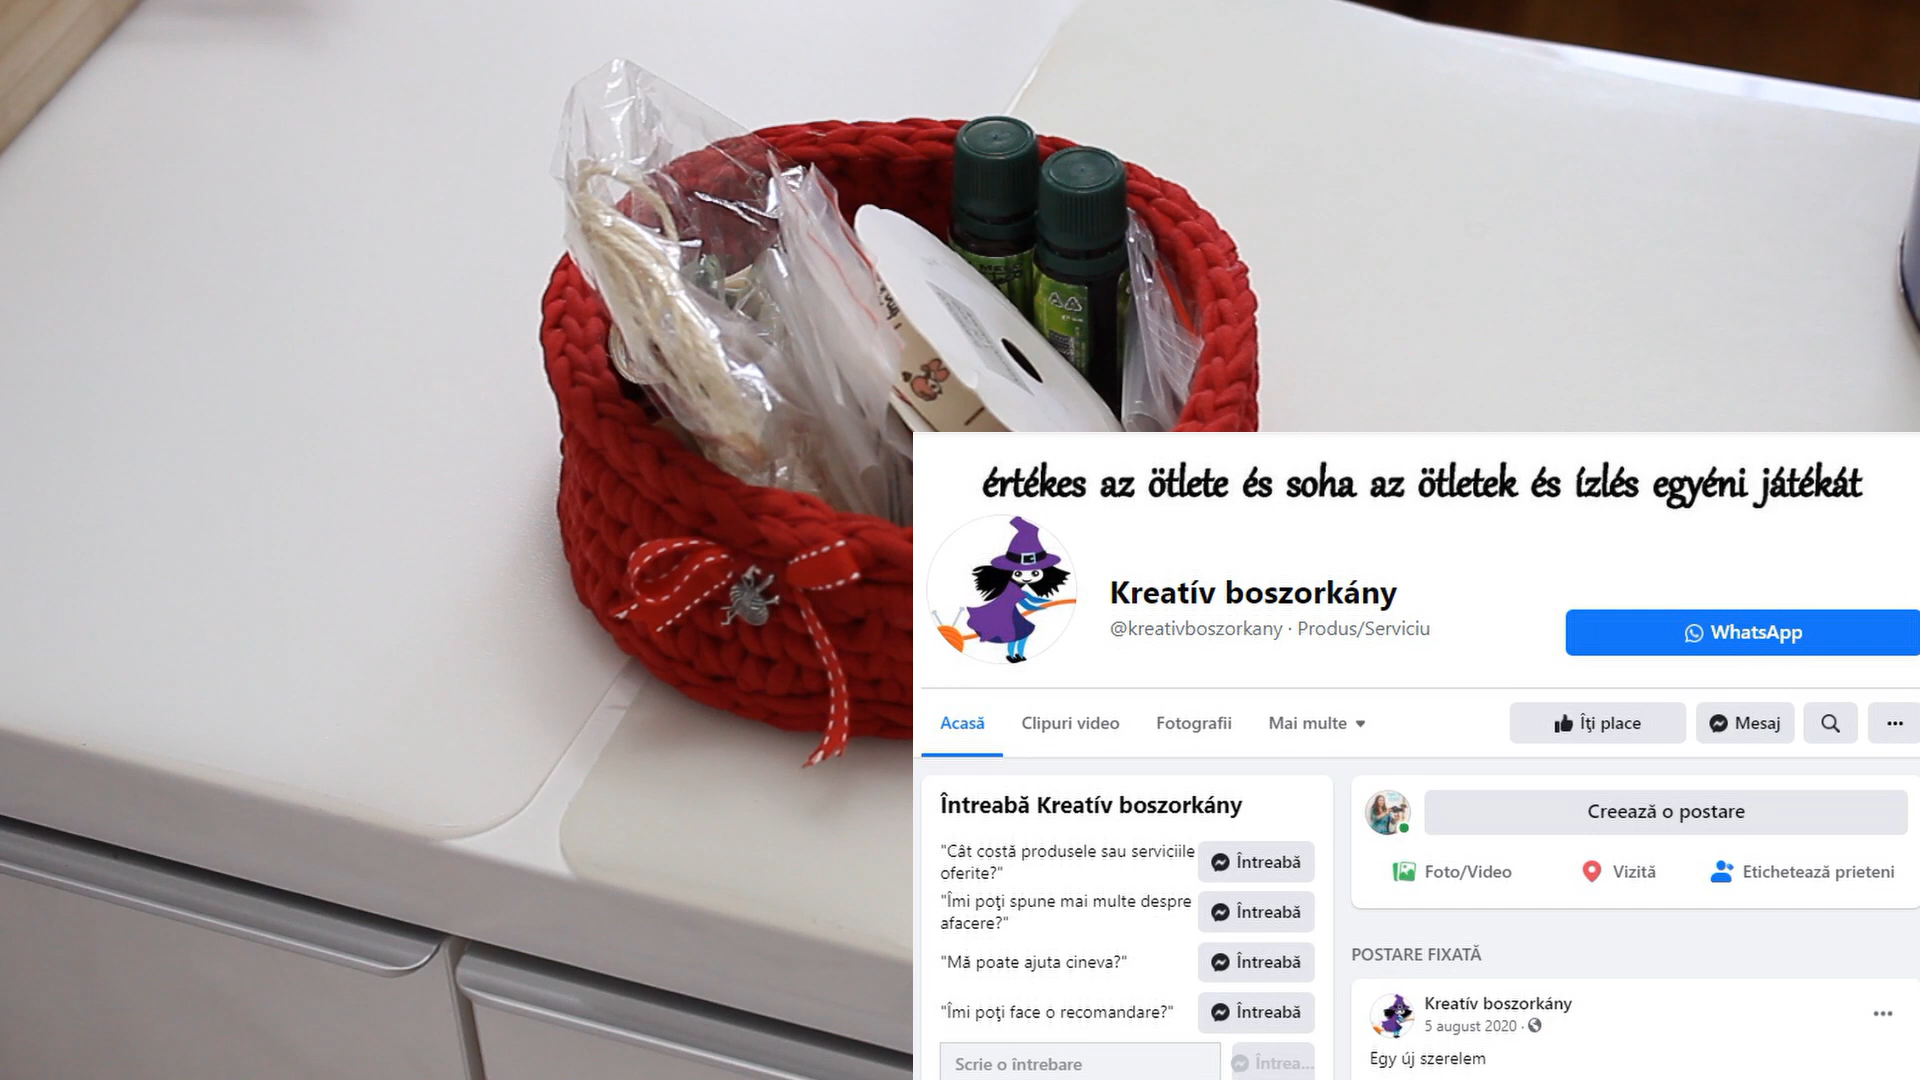 értékes az ötlete és soha az ötletek és ízlés egyéni játékát
Kreatív boszorkány
@kreativboszorkany · Produs/Serviciu
WhatsApp
Acasă Clipuri video Fotografii Mai multe
Îți place Mesaj
Întreabă Kreatív boszorkány
"Cât costă produsele sau serviciile
oferite?"
Întreabă
"Îmi poți spune mai multe despre
afacere?"
Întreabă
"Mă poate ajuta cineva?"
Întreabă
"Îmi poți face o recomandare?"
Întreabă
Scrie o întrebare
Întrea...
Creează o postare
Foto/Video Vizită Etichetează prieteni
POSTARE FIXATĂ
Kreatív boszorkány
5 august 2020 ·
Egy új szerelem